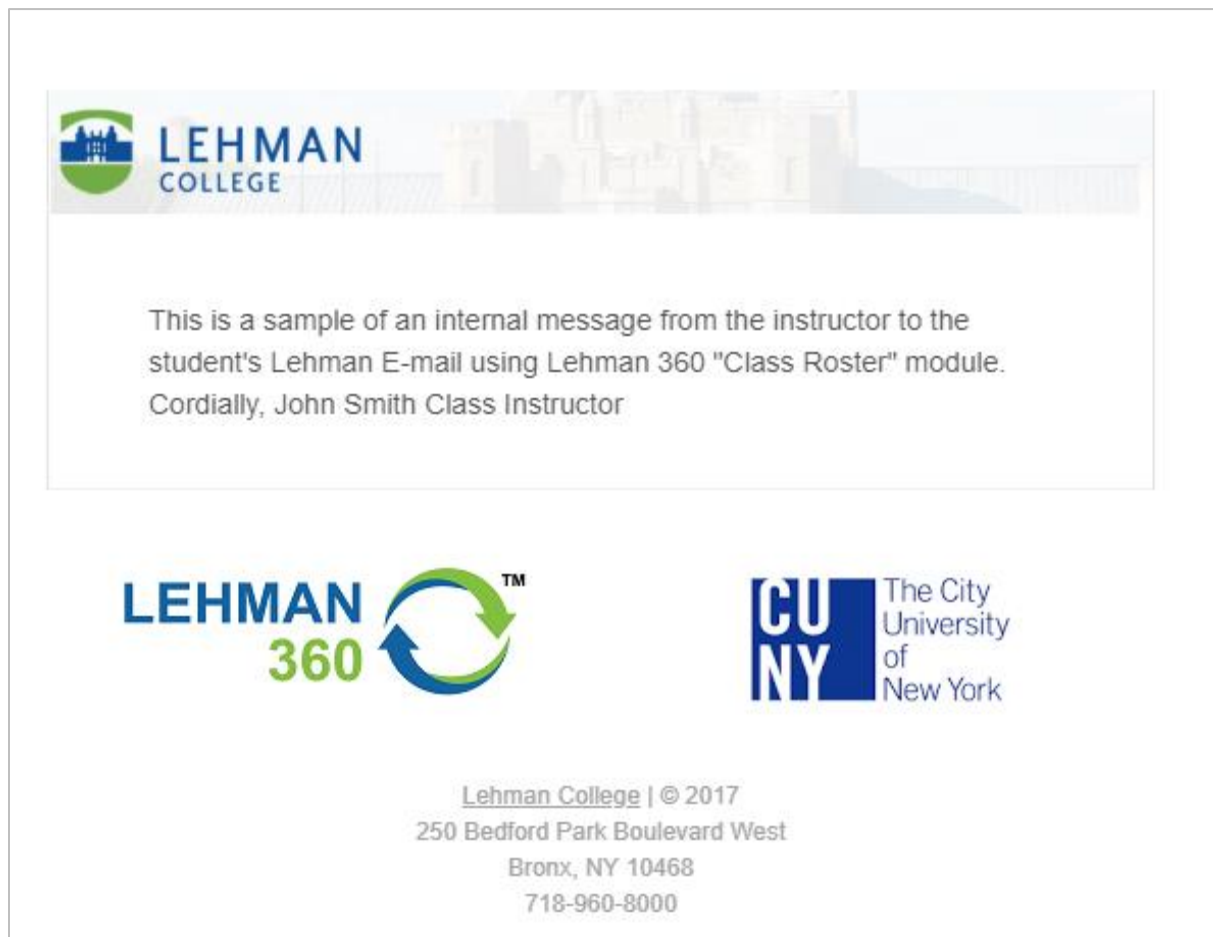 LEHMAN
COLLEGE
This is a sample of an internal message from the instructor to the
student's Lehman E-mail using Lehman 360 "Class Roster" module.
Cordially, John Smith Class Instructor
LEHMAN
360
TM
CU
NY
The City
University
of
New York
Lehman College | © 2017
250 Bedford Park Boulevard West
Bronx, NY 10468
718-960-8000